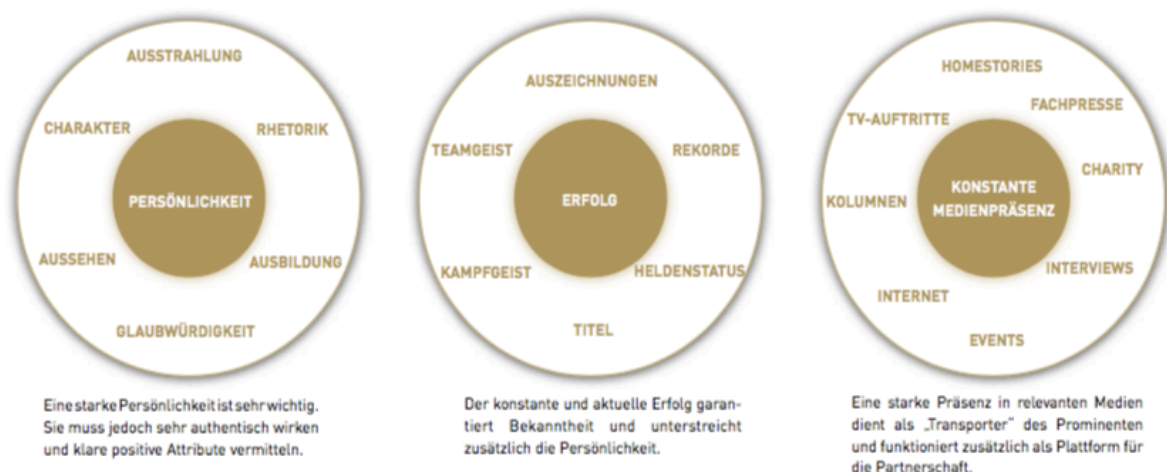 AUSSTRAHLUNG
CHARAKTER
RHETORIK
PERSÖNLICHKEIT
AUSSEHEN
AUSBILDUNG
GLAUBWÜRDIGKEIT
Eine starke Persönlichkeit ist sehr wichtig.
Sie muss jedoch sehr authentisch wirken
und klare positive Attribute vermitteln.
AUSZEICHNUNGEN
TEAMGEIST
REKORDE
ERFOLG
KAMPFGEIST
HELDENSTATUS
TITEL
Der konstante und aktuelle Erfolg garan-
tiert Bekanntheit und unterstreicht
zusätzlich die Persönlichkeit.
HOMESTORIES
FACHPRESSE
TV-AUFTRITTE
CHARITY
KONSTANTE
MEDIENPRÄSENZ
KOLUMNEN
INTERVIEWS
INTERNET
EVENTS
Eine starke Präsenz in relevanten Medien
dient als „Transporter“ des Prominenten
und funktioniert zusätzlich als Plattform für
die Partnerschaft.